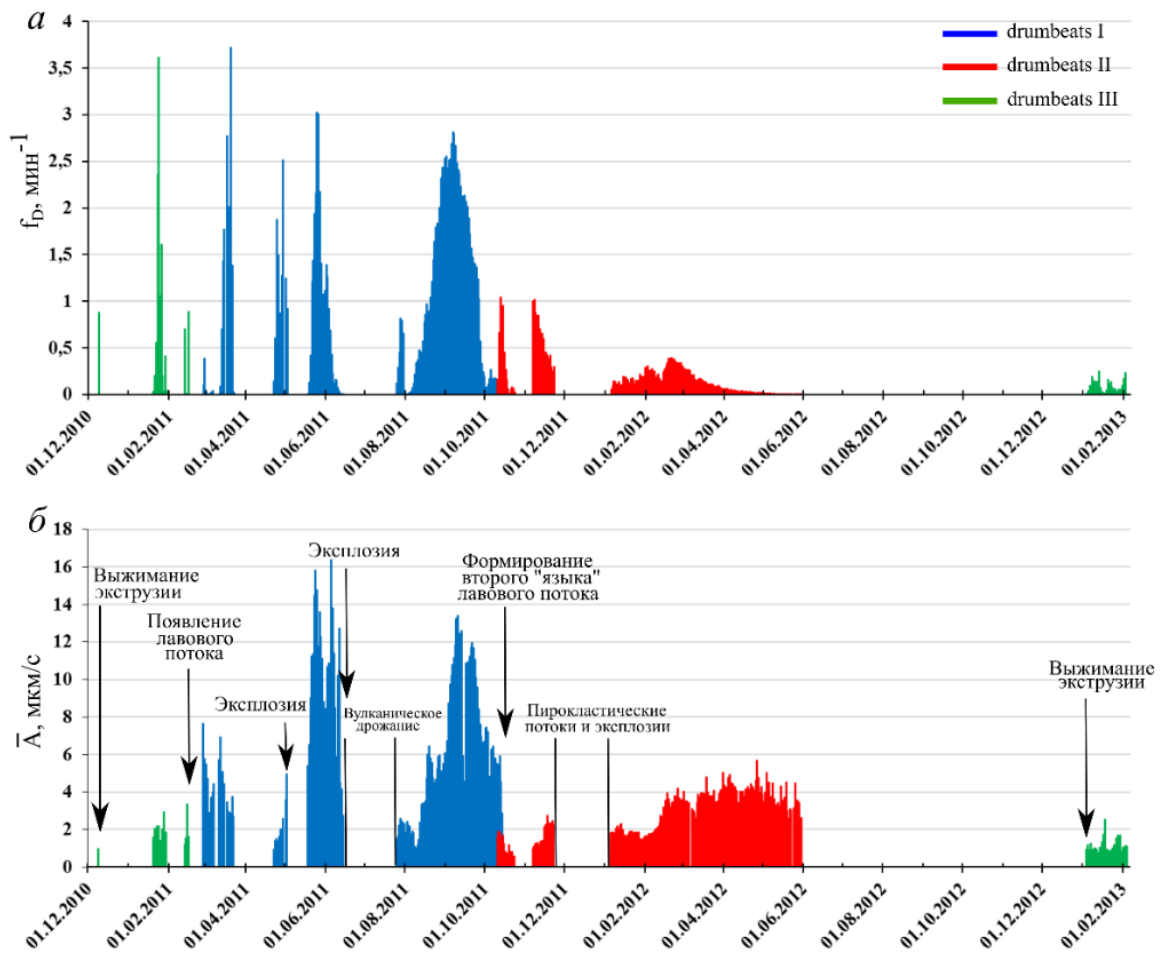 а
4
3,5
3
2,5
2
1,5
1
0,5
0
f_D, мин⁻¹
drumbeats I
drumbeats II
drumbeats III
01.12.2010
01.02.2011
01.04.2011
01.06.2011
01.08.2011
01.10.2011
01.12.2011
01.02.2012
01.04.2012
01.06.2012
01.08.2012
01.10.2012
01.12.2012
01.02.2013
б
18
16
14
12
10
8
6
4
2
0
A̅, мкм/с
Выжимание
экструзии
Появление
лавового
потока
Эксплозия
Эксплозия
Вулканическое
дрожание
Формирование
второго "языка"
лавового потока
Пирокластические
потоки и эксплозии
Выжимание
экструзии
01.12.2010
01.02.2011
01.04.2011
01.06.2011
01.08.2011
01.10.2011
01.12.2011
01.02.2012
01.04.2012
01.06.2012
01.08.2012
01.10.2012
01.12.2012
01.02.2013